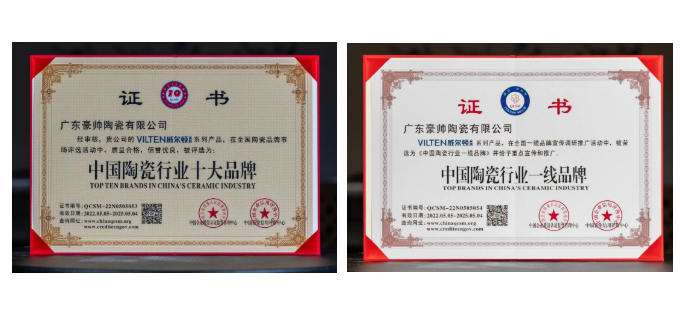 证 书
10
广东豪帅陶瓷有限公司
经审核,贵公司的 VILTEN威尔顿 系列产品,在全国陶瓷品牌市
场评选活动中,质量合格,信誉优良,被评选为:
中国陶瓷行业十大品牌
TOP TEN BRANDS IN CHINA'S CERAMIC INDUSTRY
证书编号:QCSM-22N0505053
有效日期:2022.05.05-2025.05.04
查询网址:www.chinaqcsm.org
www.creditecngov.com
证 书
广东豪帅陶瓷有限公司
VILTEN威尔顿 系列产品,在全国一线品牌宣传调研推广活动中,被荣
选为《中国陶瓷行业一线品牌》并给予重点宣传和推广。
中国陶瓷行业一线品牌
CHINA'S CERAMIC INDUSTRY BRAND
证书编号:QCSM-22N0505054
有效日期:2022.05.05-2025.05.04
查询网址:www.chinaqcsm.org
www.creditecngov.com